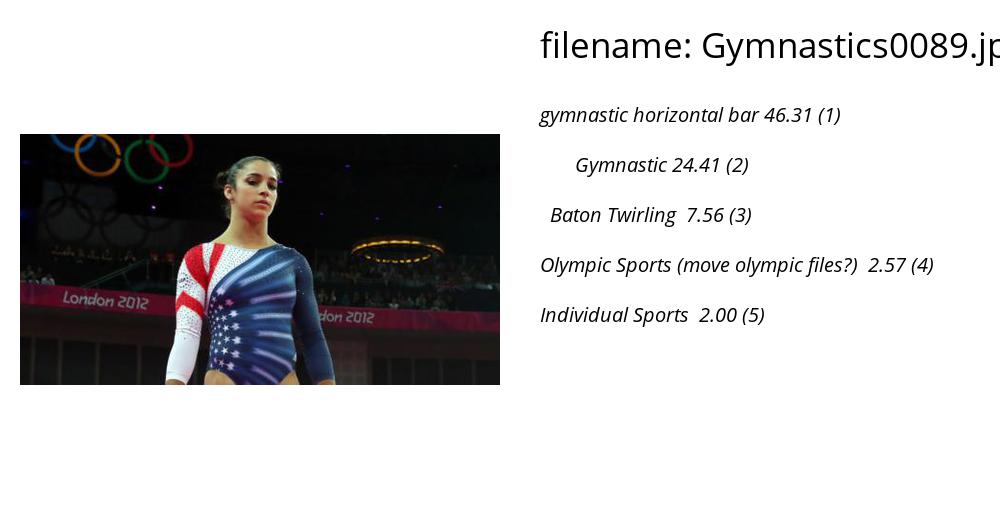 filename: Gymnastics0089.jp
gymnastic horizontal bar 46.31 (1)
Gymnastic 24.41 (2)
Baton Twirling 7.56 (3)
Olympic Sports (move olympic files?) 2.57 (4)
Individual Sports 2.00 (5)
London 2012
ndon 2012